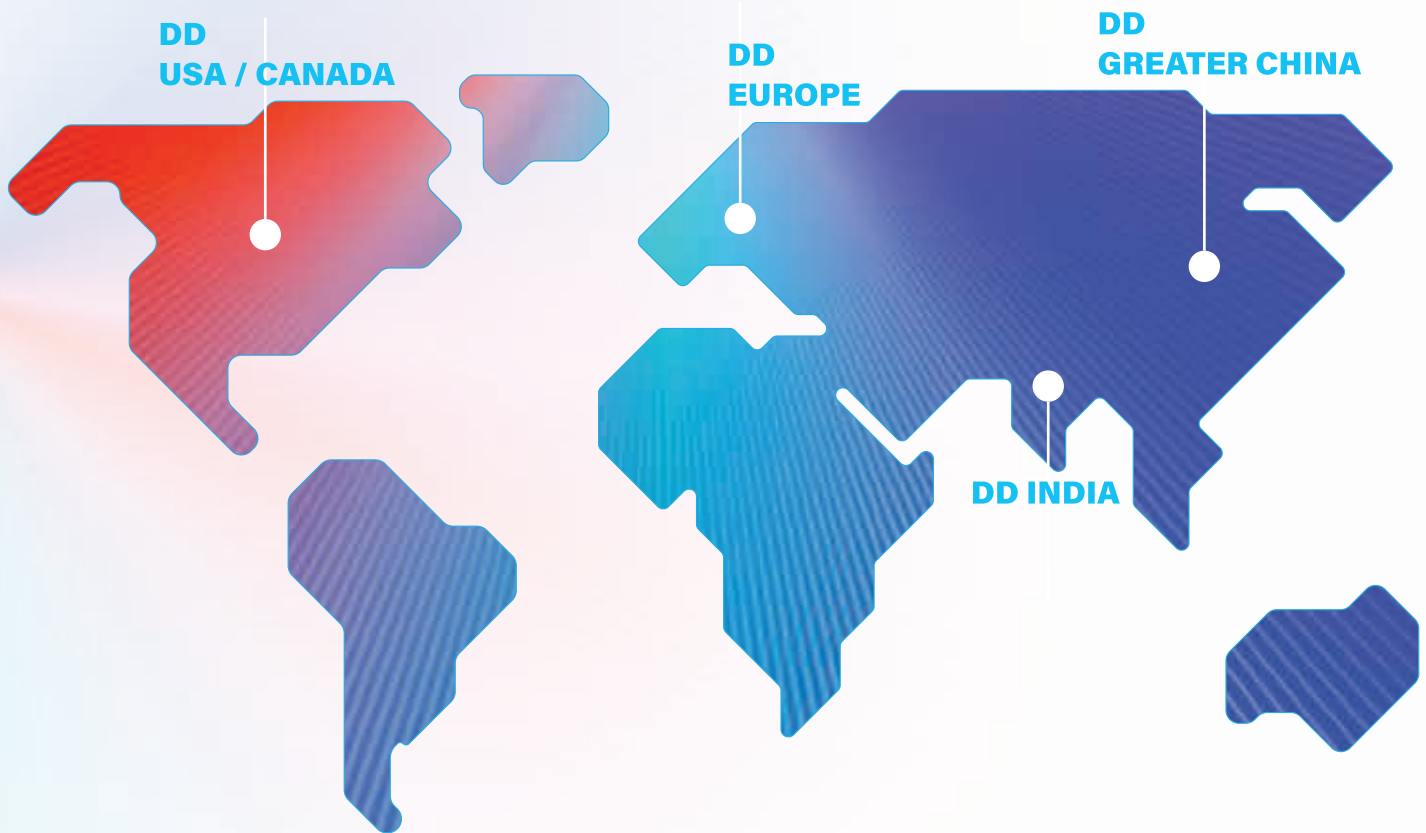 DD
USA / CANADA
DD
EUROPE
DD
GREATER CHINA
DD INDIA